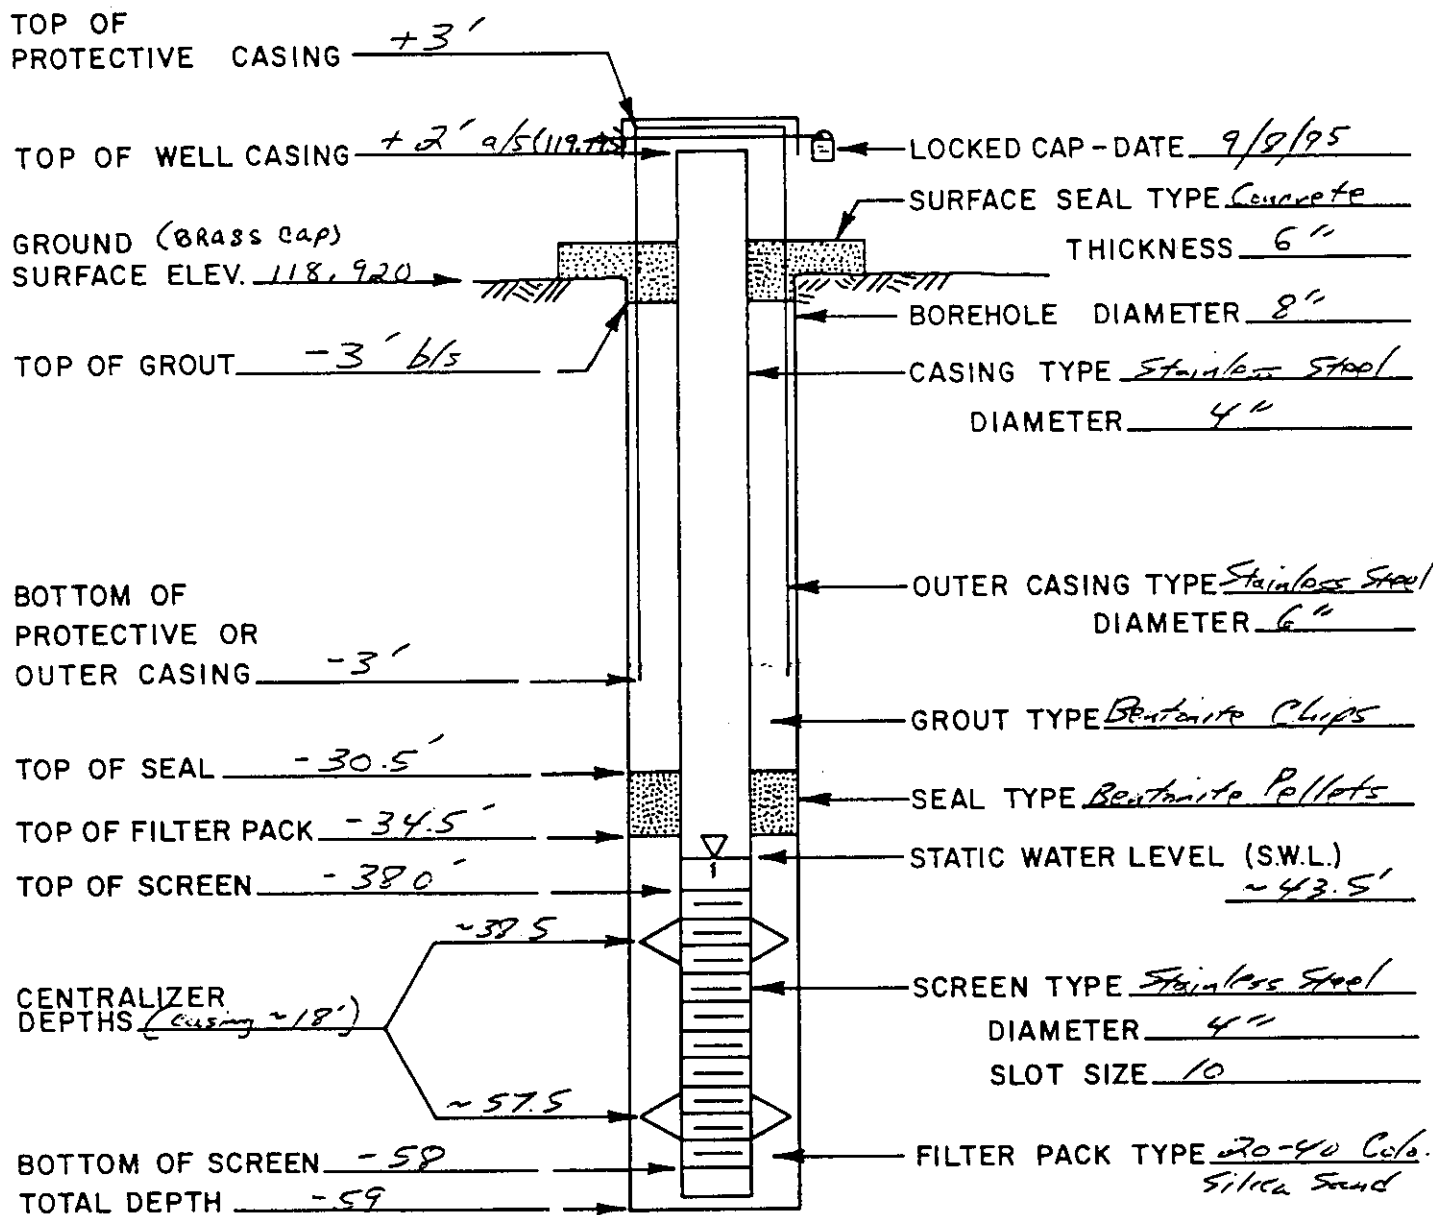 TOP OF
PROTECTIVE CASING +3'
TOP OF WELL CASING +2' a/s (119.795)
GROUND (BRASS CAP)
SURFACE ELEV. 118.920
TOP OF GROUT -3' b/s
BOTTOM OF
PROTECTIVE OR
OUTER CASING -3'
TOP OF SEAL -30.5'
TOP OF FILTER PACK -34.5'
TOP OF SCREEN -38.0'
~38.5
CENTRALIZER
DEPTHS (casing ~18')
~57.5
BOTTOM OF SCREEN -58
TOTAL DEPTH -59
LOCKED CAP-DATE 9/8/95
SURFACE SEAL TYPE Concrete
THICKNESS 6"
BOREHOLE DIAMETER 8"
CASING TYPE Stainless Steel
DIAMETER 4"
OUTER CASING TYPE Stainless Steel
DIAMETER 6"
GROUT TYPE Bentonite Chips
SEAL TYPE Bentonite Pellets
STATIC WATER LEVEL (S.W.L.)
~43.5'
SCREEN TYPE Stainless Steel
DIAMETER 4"
SLOT SIZE 10
FILTER PACK TYPE 20-40 Colo.
Silica Sand